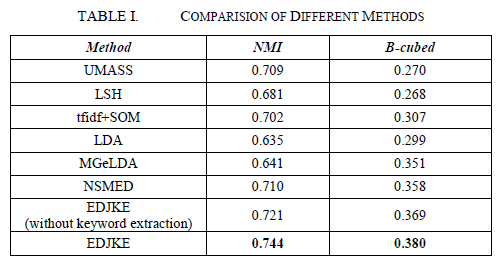 TABLE I. COMPARISION OF DIFFERENT METHODS
Method NMI B-cubed
UMASS 0.709 0.270
LSH 0.681 0.268
tfidf+SOM 0.702 0.307
LDA 0.635 0.299
MGeLDA 0.641 0.351
NSMED 0.710 0.358
EDJKE
(without keyword extraction) 0.721 0.369
EDJKE 0.744 0.380